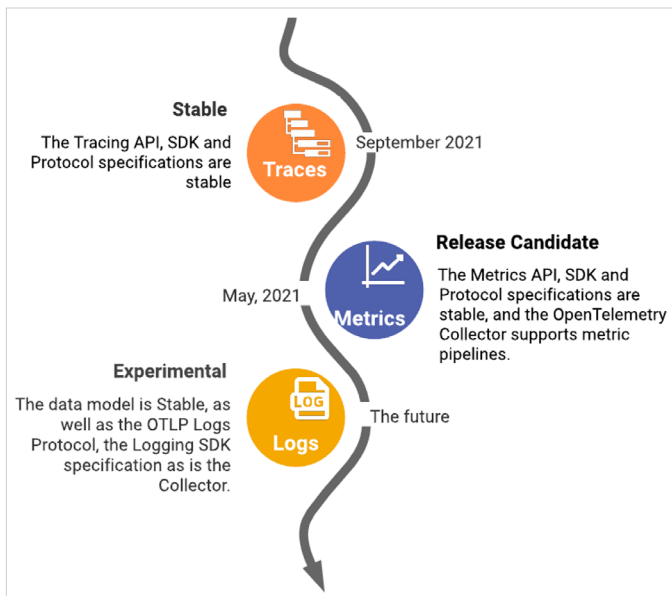 Stable
The Tracing API, SDK and
Protocol specifications are
stable
Traces
September 2021
Release Candidate
The Metrics API, SDK and
Protocol specifications are
stable, and the OpenTelemetry
Collector supports metric
pipelines.
May, 2021
Metrics
Experimental
The data model is Stable, as
well as the OTLP Logs
Protocol, the Logging SDK
specification as is the
Collector.
LOG
Logs
The future